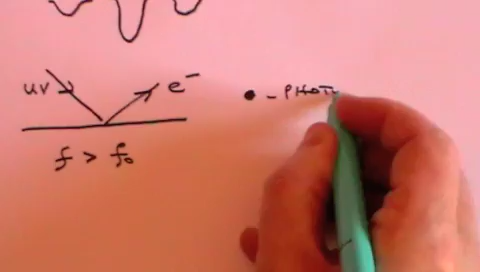 uv e⁻
• - PHOT
f > f₀